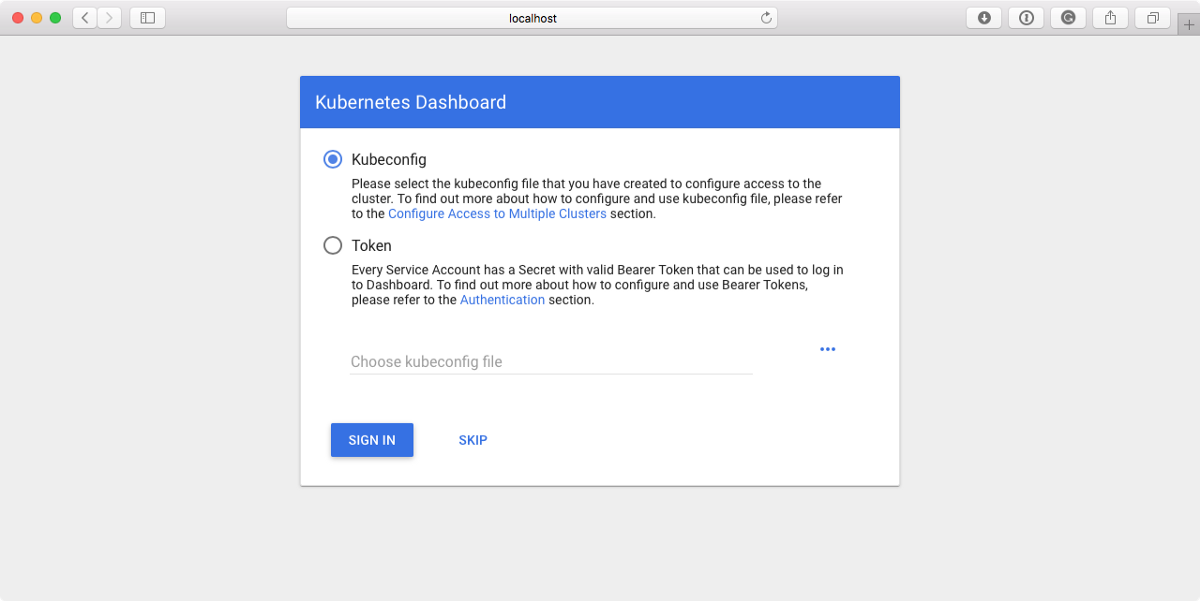 localhost
Kubernetes Dashboard
Kubeconfig
Please select the kubeconfig file that you have created to configure access to the
cluster. To find out more about how to configure and use kubeconfig file, please refer
to the Configure Access to Multiple Clusters section.
Token
Every Service Account has a Secret with valid Bearer Token that can be used to log in
to Dashboard. To find out more about how to configure and use Bearer Tokens,
please refer to the Authentication section.
Choose kubeconfig file
SIGN IN
SKIP